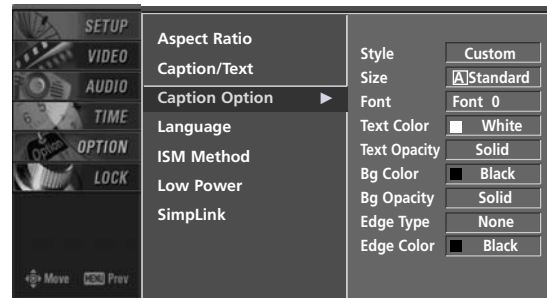 SETUP
VIDEO
AUDIO
TIME
OPTION
LOCK
Move MENU Prev
Aspect Ratio
Caption/Text
Caption Option ▶
Language
ISM Method
Low Power
SimpLink
Style Custom
Size A Standard
Font Font 0
Text Color White
Text Opacity Solid
Bg Color Black
Bg Opacity Solid
Edge Type None
Edge Color Black